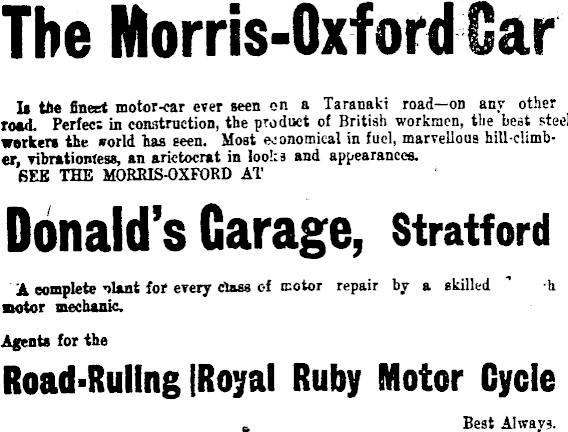 The Morris-Oxford Car
Is the finest motor-car ever seen on a Taranaki road—on any other
road. Perfect in construction, the product of British workmen, the best steel
workers the world has seen. Most economical in fuel, marvellous hill-climb-
er, vibrationless, an arictocrat in looks and appearances.
SEE THE MORRIS-OXFORD AT
Donald's Garage, Stratford
A complete plant for every class of motor repair by a skilled
motor mechanic.
Agents for the
Road-Ruling Royal Ruby Motor Cycle
Best Always.